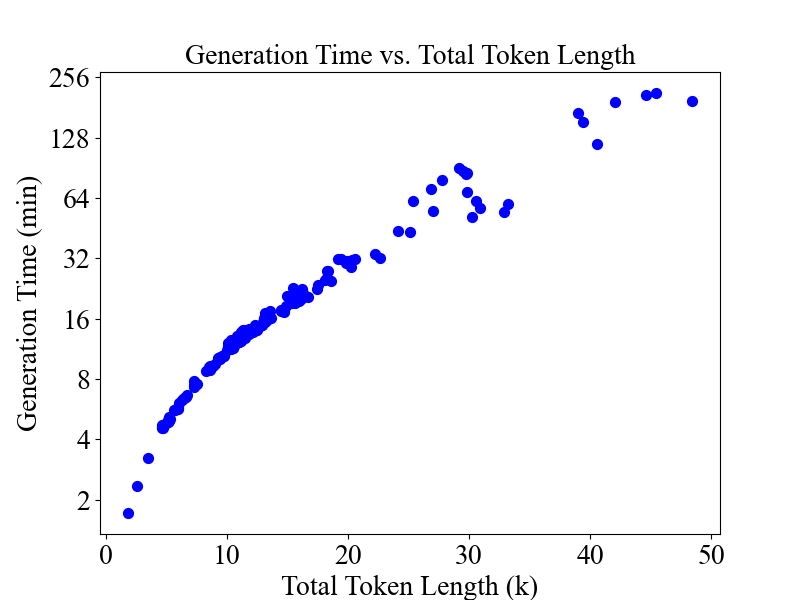 Generation Time vs. Total Token Length
256
128
64
32
16
8
4
2
Generation Time (min)
0 10 20 30 40 50
Total Token Length (k)